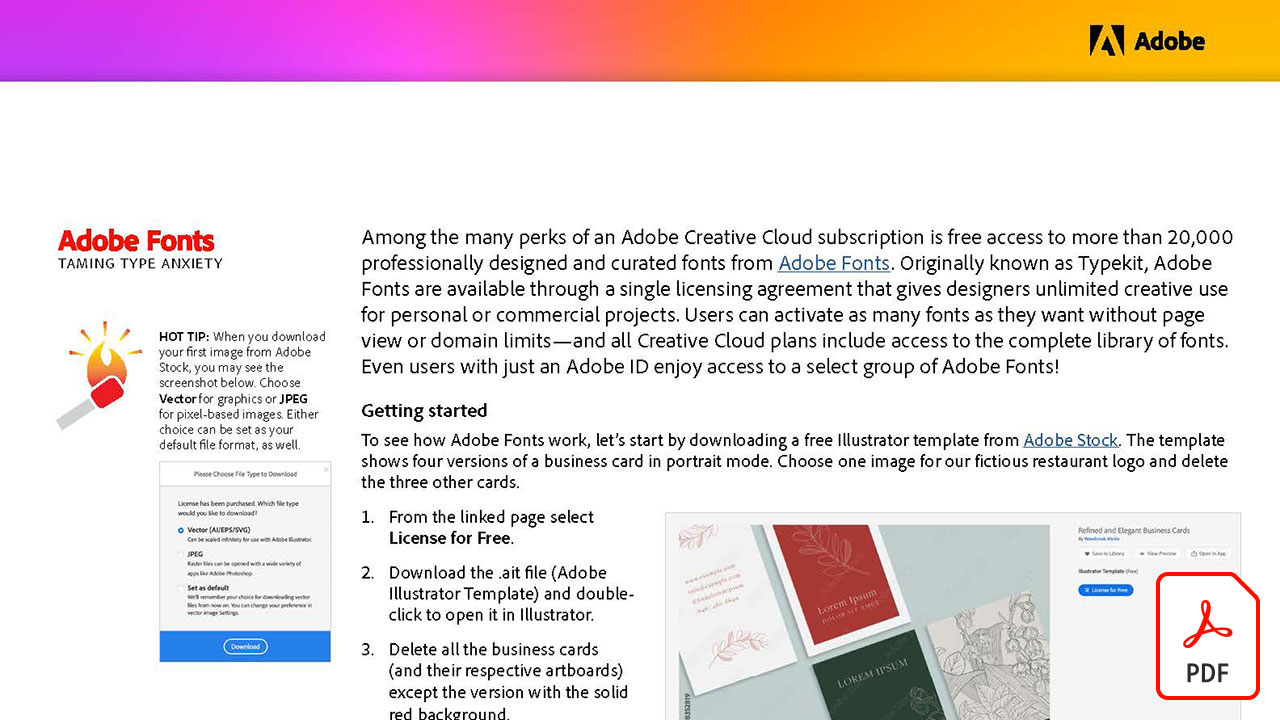 Adobe
Adobe Fonts
TAMING TYPE ANXIETY
HOT TIP: When you download
your first image from Adobe
Stock, you may see the
screenshot below. Choose
Vector for graphics or JPEG
for pixel-based images. Either
choice can be set as your
default file format, as well.
Please Choose File Type to Download
License has been purchased. Which file type
would you like to download?
Vector (AI/EPS/SVG)
Can be scaled infinitely for use with Adobe Illustrator.
JPEG
Raster files can be opened with a wide variety of
apps like Adobe Photoshop.
Set as default
We'll remember your choice for downloading vector
files from now on. You can change your preference in
vector image Settings.
Download
Among the many perks of an Adobe Creative Cloud subscription is free access to more than 20,000
professionally designed and curated fonts from Adobe Fonts. Originally known as Typekit, Adobe
Fonts are available through a single licensing agreement that gives designers unlimited creative use
for personal or commercial projects. Users can activate as many fonts as they want without page
view or domain limits—and all Creative Cloud plans include access to the complete library of fonts.
Even users with just an Adobe ID enjoy access to a select group of Adobe Fonts!
Getting started
To see how Adobe Fonts work, let's start by downloading a free Illustrator template from Adobe Stock. The template
shows four versions of a business card in portrait mode. Choose one image for our fictious restaurant logo and delete
the three other cards.
1. From the linked page select
License for Free.
2. Download the .ait file (Adobe
Illustrator Template) and double-
click to open it in Illustrator.
3. Delete all the business cards
(and their respective artboards)
except the version with the solid
red background.
www.example.com
Lorem Ipsum
DOLOR SIT AMET
LOREM IPSUM
Refined and Elegant Business Cards
By Wavebreak Media
Save to Library
View Preview
Open in App
Illustrator Template (Free)
License for Free
PDF